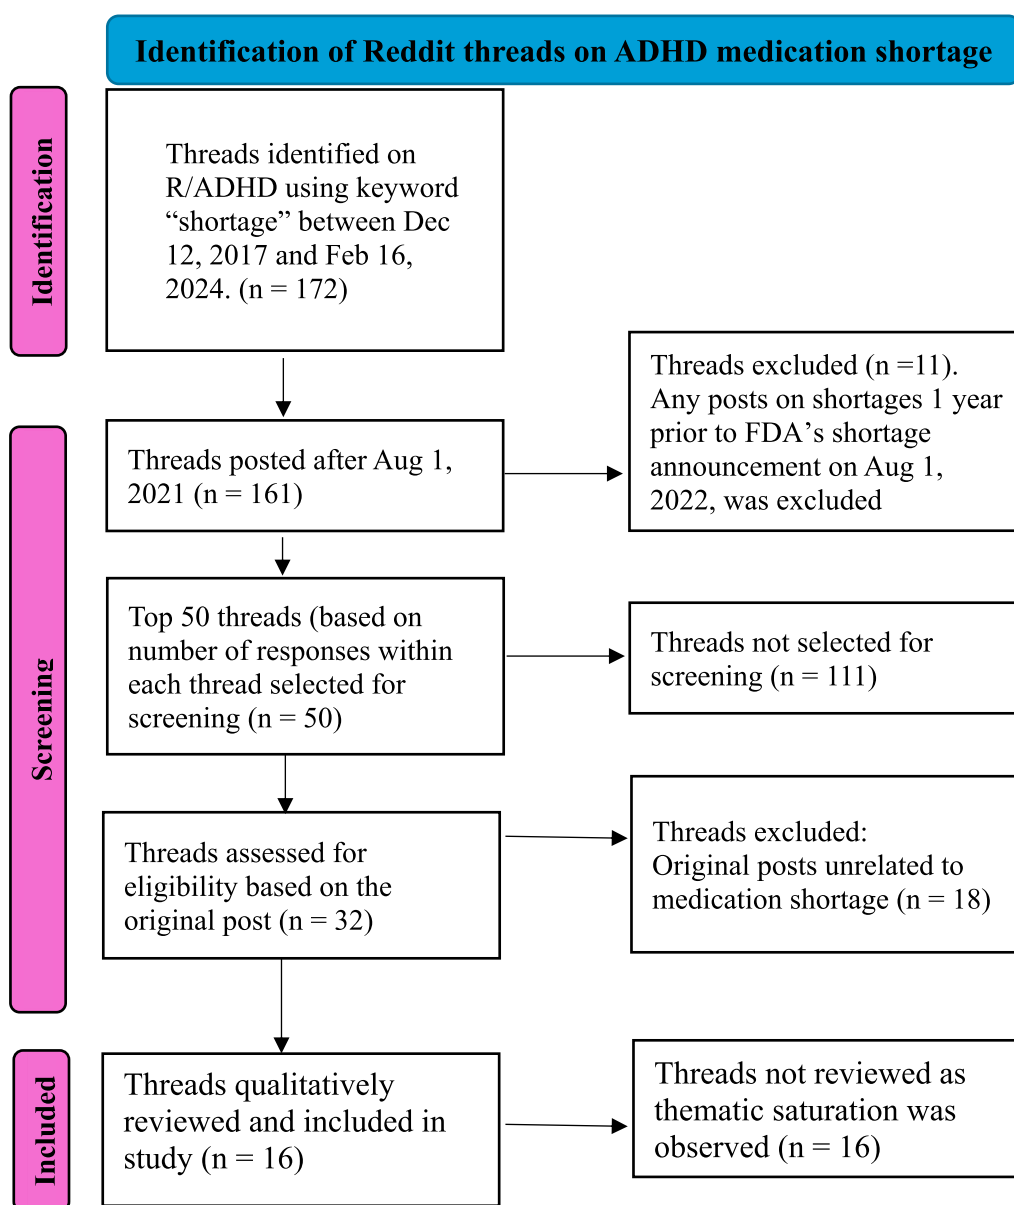 Identification of Reddit threads on ADHD medication shortage
Identification
Threads identified on
R/ADHD using keyword
“shortage” between Dec
12, 2017 and Feb 16,
2024. (n = 172)
Threads excluded (n =11).
Any posts on shortages 1 year
prior to FDA’s shortage
announcement on Aug 1,
2022, was excluded
Screening
Threads posted after Aug 1,
2021 (n = 161)
Top 50 threads (based on
number of responses within
each thread selected for
screening (n = 50)
Threads not selected for
screening (n = 111)
Threads assessed for
eligibility based on the
original post (n = 32)
Threads excluded:
Original posts unrelated to
medication shortage (n = 18)
Included
Threads qualitatively
reviewed and included in
study (n = 16)
Threads not reviewed as
thematic saturation was
observed (n = 16)